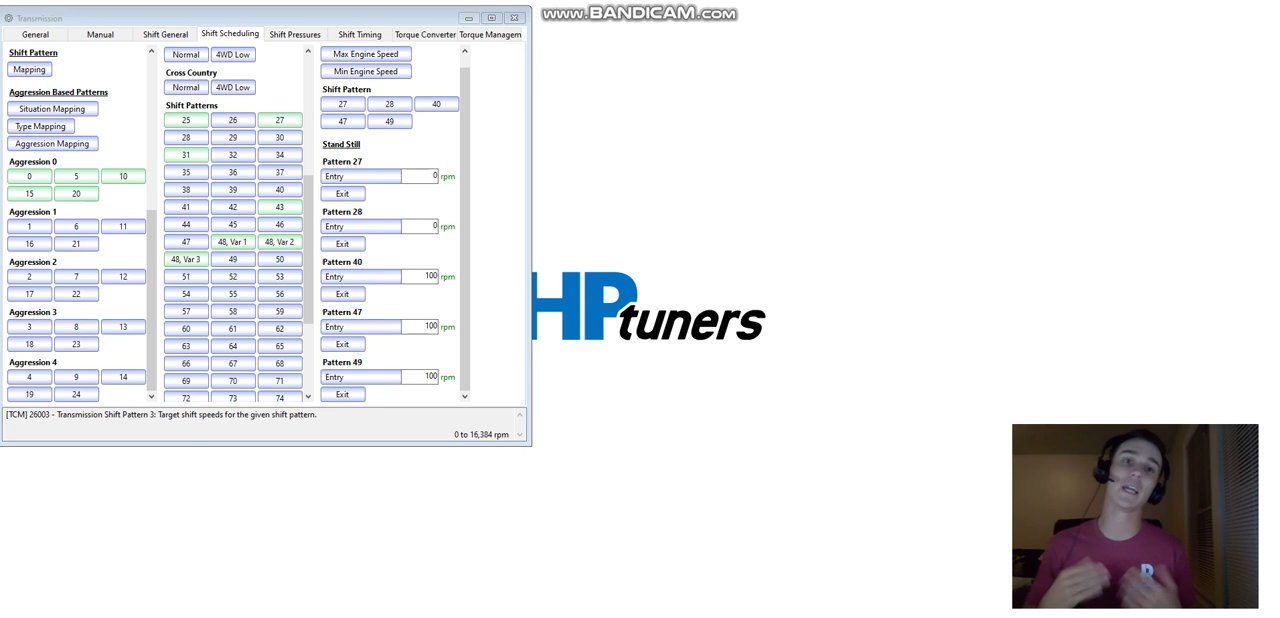 Transmission
www.BANDICAM.com
General Manual Shift General Shift Scheduling Shift Pressures Shift Timing Torque Converter Torque Managem
Shift Pattern
Mapping
Aggression Based Patterns
Situation Mapping
Type Mapping
Aggression Mapping
Aggression 0
0 5 10
15 20
Aggression 1
1 6 11
16 21
Aggression 2
2 7 12
17 22
Aggression 3
3 8 13
18 23
Aggression 4
4 9 14
19 24
Normal 4WD Low
Cross Country
Normal 4WD Low
Shift Patterns
25 26 27
28 29 30
31 32 34
35 36 37
38 39 40
41 42 43
44 45 46
47 48, Var 1 48, Var 2
48, Var 3 49 50
51 52 53
54 55 56
57 58 59
60 61 62
63 64 65
66 67 68
69 70 71
72 73 74
Max Engine Speed
Min Engine Speed
Shift Pattern
27 28 40
47 49
Stand Still
Pattern 27
Entry 0 rpm
Exit
Pattern 28
Entry 0 rpm
Exit
Pattern 40
Entry 100 rpm
Exit
Pattern 47
Entry 100 rpm
Exit
Pattern 49
Entry 100 rpm
Exit
[TCM] 26003 - Transmission Shift Pattern 3: Target shift speeds for the given shift pattern.
0 to 16,384 rpm
HP tuners